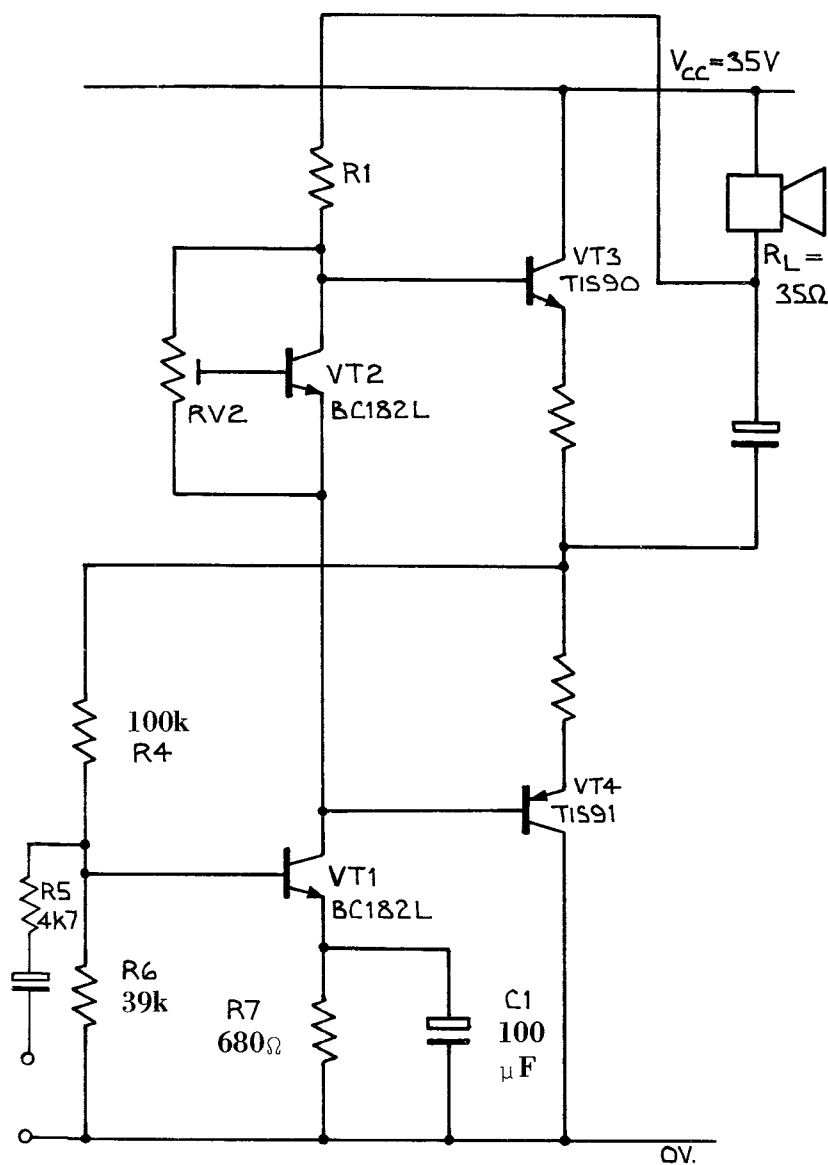 V_CC=35V
R1
VT3
TIS90
R_L=
35Ω
VT2
BC182L
RV2
100k
R4
VT4
TIS91
R5
4k7
VT1
BC182L
R6
39k
R7
680Ω
C1
100
μF
0V.